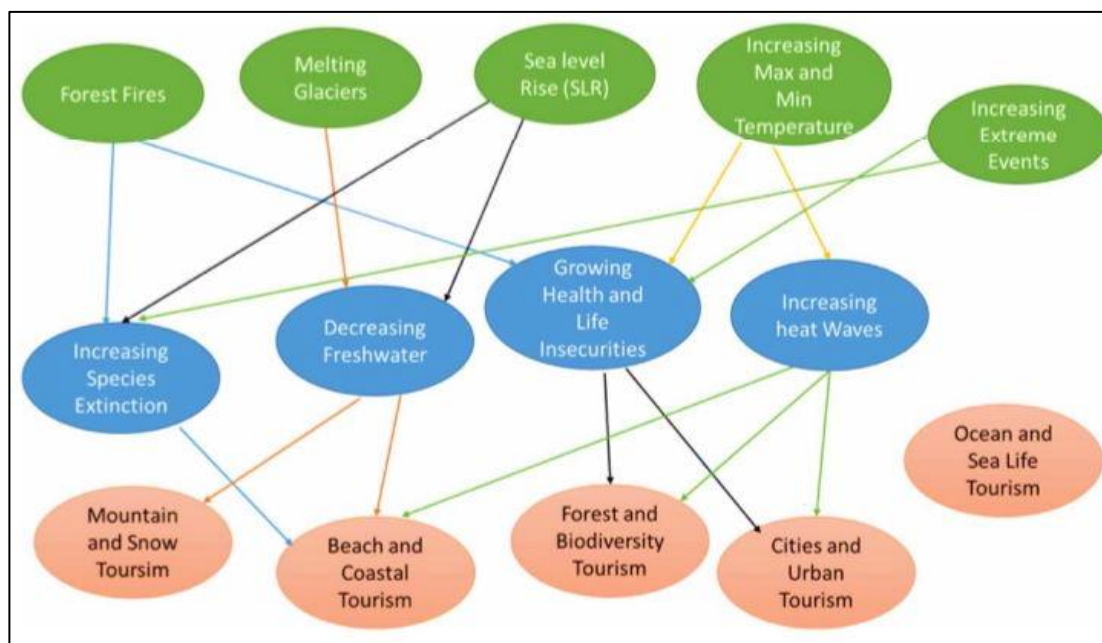 Forest Fires
Melting
Glaciers
Sea level
Rise (SLR)
Increasing
Max and
Min
Temperature
Increasing
Extreme
Events
Increasing
Species
Extinction
Decreasing
Freshwater
Growing
Health and
Life
Insecurities
Increasing
heat Waves
Mountain
and Snow
Toursim
Beach and
Coastal
Tourism
Forest and
Biodiversity
Tourism
Cities and
Urban
Tourism
Ocean and
Sea Life
Tourism